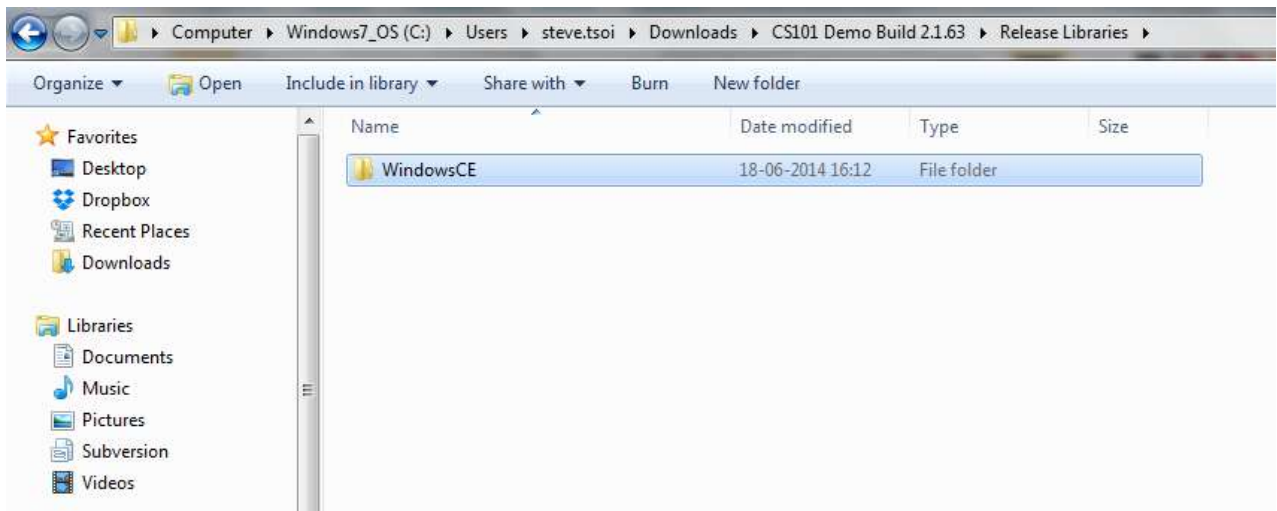 Computer Windows7_OS (C:) Users steve.tsoi Downloads CS101 Demo Build 2.1.63 Release Libraries
Organize Open Include in library Share with Burn New folder
Name Date modified Type Size
WindowsCE 18-06-2014 16:12 File folder
Favorites
Desktop
Dropbox
Recent Places
Downloads
Libraries
Documents
Music
Pictures
Subversion
Videos